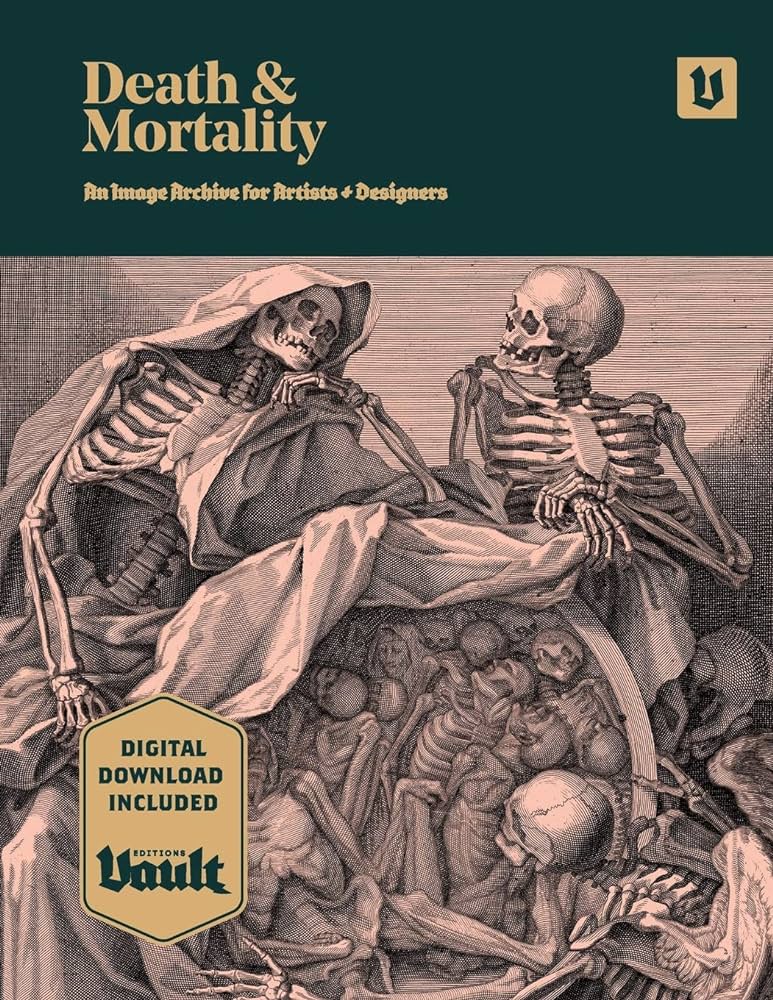 Death &
Mortality
An Image Archive for Artists + Designers
V
DIGITAL
DOWNLOAD
INCLUDED
EDITIONS
Vault